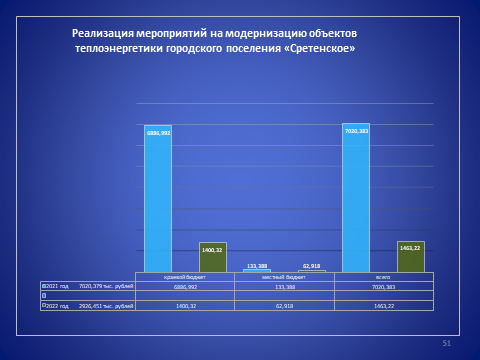 Реализация мероприятий на модернизацию объектов
теплоэнергетики городского поселения «Сретенское»
6886,992
1400,32
133,388
62,918
7020,383
1463,22
краевой бюджет местный бюджет всего
2021 год 7020,379 тыс. рублей 6886,992 133,388 7020,383
2022 год 2926,451 тыс. рублей 1400,32 62,918 1463,22
51